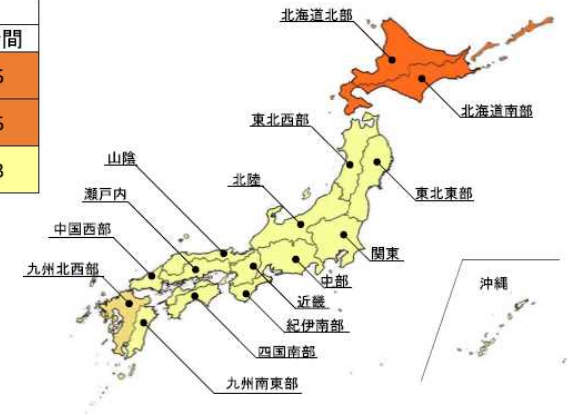 間
北海道北部
北海道南部
東北西部
山陰
北陸
東北東部
瀬戸内
中国西部
関東
九州北西部
中部
沖縄
近畿
紀伊南部
四国南部
九州南東部